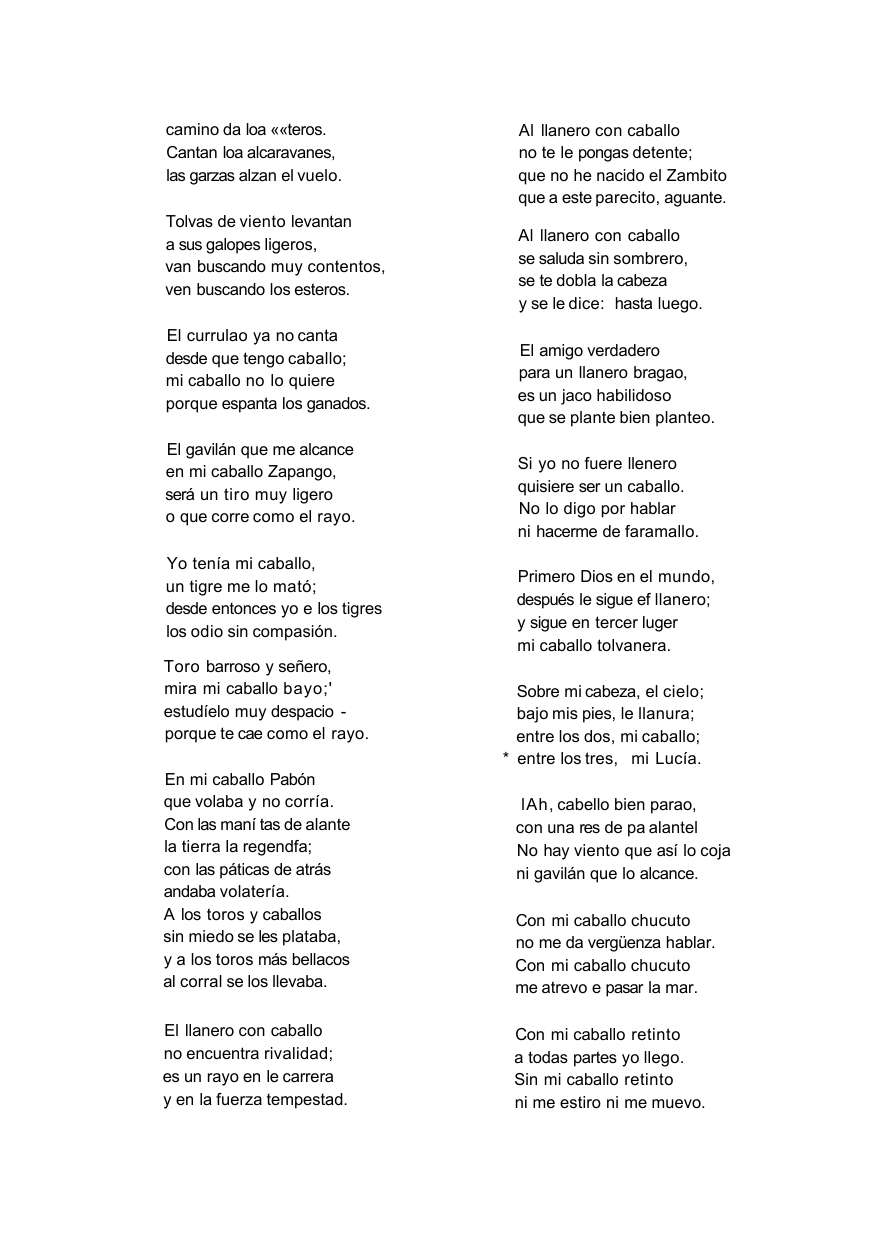 camino da loa ««teros.
Cantan loa alcaravanes,
las garzas alzan el vuelo.

Tolvas de viento levantan
a sus galopes ligeros,
van buscando muy contentos,
ven buscando los esteros.

El currulao ya no canta
desde que tengo caballo;
mi caballo no lo quiere
porque espanta los ganados.

El gavilán que me alcance
en mi caballo Zapango,
será un tiro muy ligero
o que corre como el rayo.

Yo tenía mi caballo,
un tigre me lo mató;
desde entonces yo e los tigres
los odio sin compasión.

Toro barroso y señero,
mira mi caballo bayo;'
estudíelo muy despacio -
porque te cae como el rayo.

En mi caballo Pabón
que volaba y no corría.
Con las maní tas de alante
la tierra la regendfa;
con las páticas de atrás
andaba volatería.
A los toros y caballos
sin miedo se les plataba,
y a los toros más bellacos
al corral se los llevaba.

El llanero con caballo
no encuentra rivalidad;
es un rayo en le carrera
y en la fuerza tempestad.

Al llanero con caballo
no te le pongas detente;
que no he nacido el Zambito
que a este parecito, aguante.

Al llanero con caballo
se saluda sin sombrero,
se te dobla la cabeza
y se le dice: hasta luego.

El amigo verdadero
para un llanero bragao,
es un jaco habilidoso
que se plante bien planteo.

Si yo no fuere llenero
quisiere ser un caballo.
No lo digo por hablar
ni hacerme de faramallo.

Primero Dios en el mundo,
después le sigue ef llanero;
y sigue en tercer luger
mi caballo tolvanera.

Sobre mi cabeza, el cielo;
bajo mis pies, le llanura;
entre los dos, mi caballo;
* entre los tres, mi Lucía.

lAh, cabello bien parao,
con una res de pa alantel
No hay viento que así lo coja
ni gavilán que lo alcance.

Con mi caballo chucuto
no me da vergüenza hablar.
Con mi caballo chucuto
me atrevo e pasar la mar.

Con mi caballo retinto
a todas partes yo llego.
Sin mi caballo retinto
ni me estiro ni me muevo.